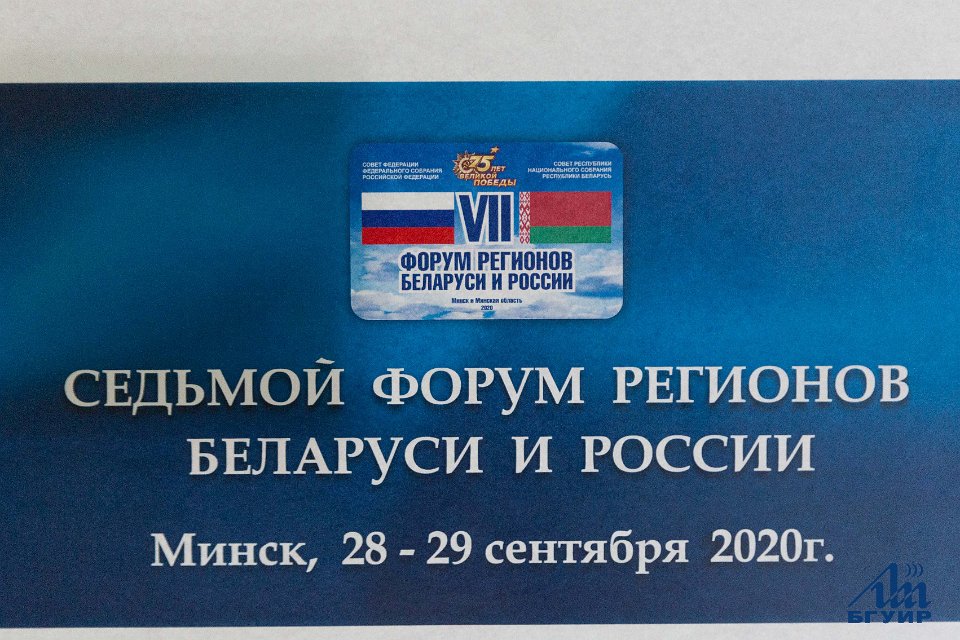 СОВЕТ ФЕДЕРАЦИИ
ФЕДЕРАЛЬНОГО СОБРАНИЯ
РОССИЙСКОЙ ФЕДЕРАЦИИ
75 ЛЕТ
ВЕЛИКОЙ
ПОБЕДЫ
СОВЕТ РЕСПУБЛИКИ
НАЦИОНАЛЬНОГО СОБРАНИЯ
РЕСПУБЛИКИ БЕЛАРУСЬ
VII
ФОРУМ РЕГИОНОВ
БЕЛАРУСИ И РОССИИ
Минск и Минская область
2020
СЕДЬМОЙ ФОРУМ РЕГИОНОВ
БЕЛАРУСИ И РОССИИ
Минск, 28 - 29 сентября 2020г.
БГУИР